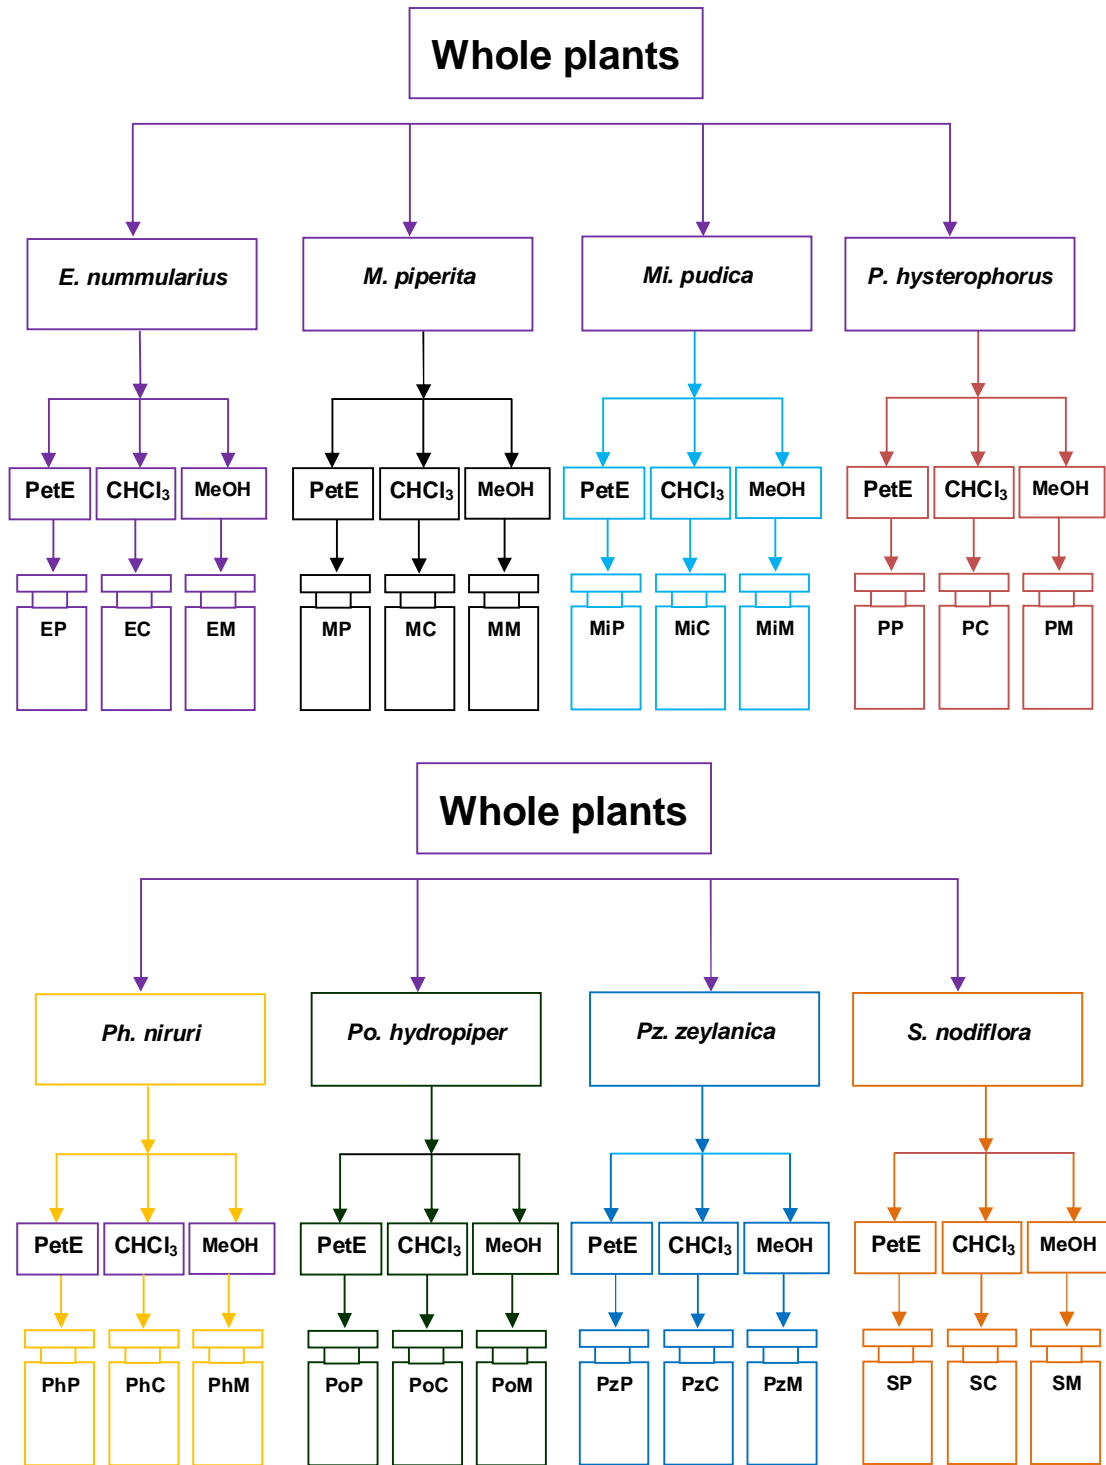 Whole plants
E. nummularius M. piperita Mi. pudica P. hysterophorus
PetE CHCl₃ MeOH PetE CHCl₃ MeOH PetE CHCl₃ MeOH PetE CHCl₃ MeOH
EP EC EM MP MC MM MiP MiC MiM PP PC PM
Whole plants
Ph. niruri Po. hydropiper Pz. zeylanica S. nodiflora
PetE CHCl₃ MeOH PetE CHCl₃ MeOH PetE CHCl₃ MeOH PetE CHCl₃ MeOH
PhP PhC PhM PoP PoC PoM PzP PzC PzM SP SC SM